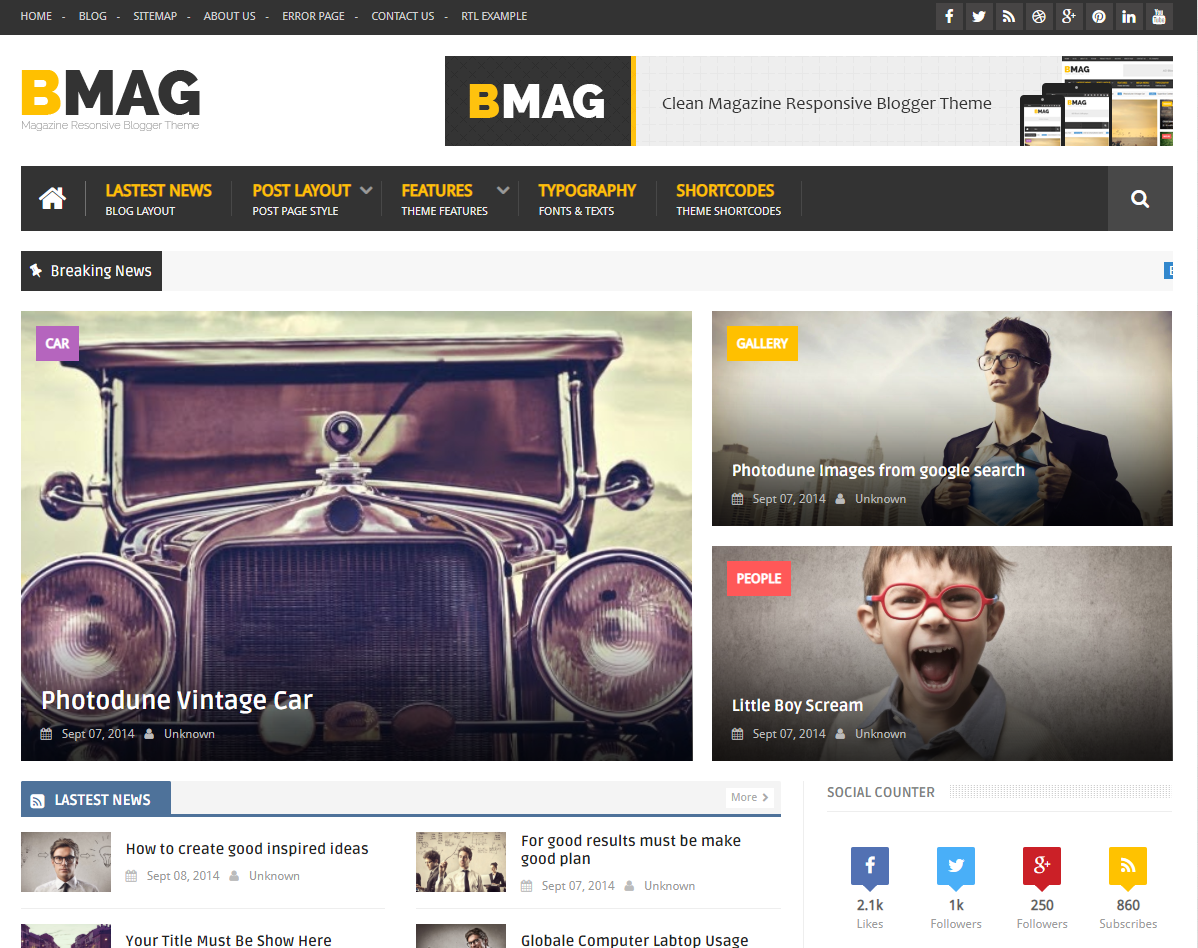 HOME - BLOG - SITEMAP - ABOUT US - ERROR PAGE - CONTACT US - RTL EXAMPLE
BMAG
Magazine Resonsive Blogger Theme
BMAG
Clean Magazine Responsive Blogger Theme
BMAG
BMAG
BMAG
LASTEST NEWS
BLOG LAYOUT
POST LAYOUT
POST PAGE STYLE
FEATURES
THEME FEATURES
TYPOGRAPHY
FONTS & TEXTS
SHORTCODES
THEME SHORTCODES
Breaking News
CAR
Photodune Vintage Car
Sept 07, 2014 Unknown
GALLERY
Photodune Images from google search
Sept 07, 2014 Unknown
PEOPLE
Little Boy Scream
Sept 07, 2014 Unknown
LASTEST NEWS
More
How to create good inspired ideas
Sept 08, 2014 Unknown
For good results must be make
good plan
Sept 07, 2014 Unknown
Your Title Must Be Show Here
Globale Computer Labtop Usage
SOCIAL COUNTER
2.1k
Likes
1k
Followers
250
Followers
860
Subscribes